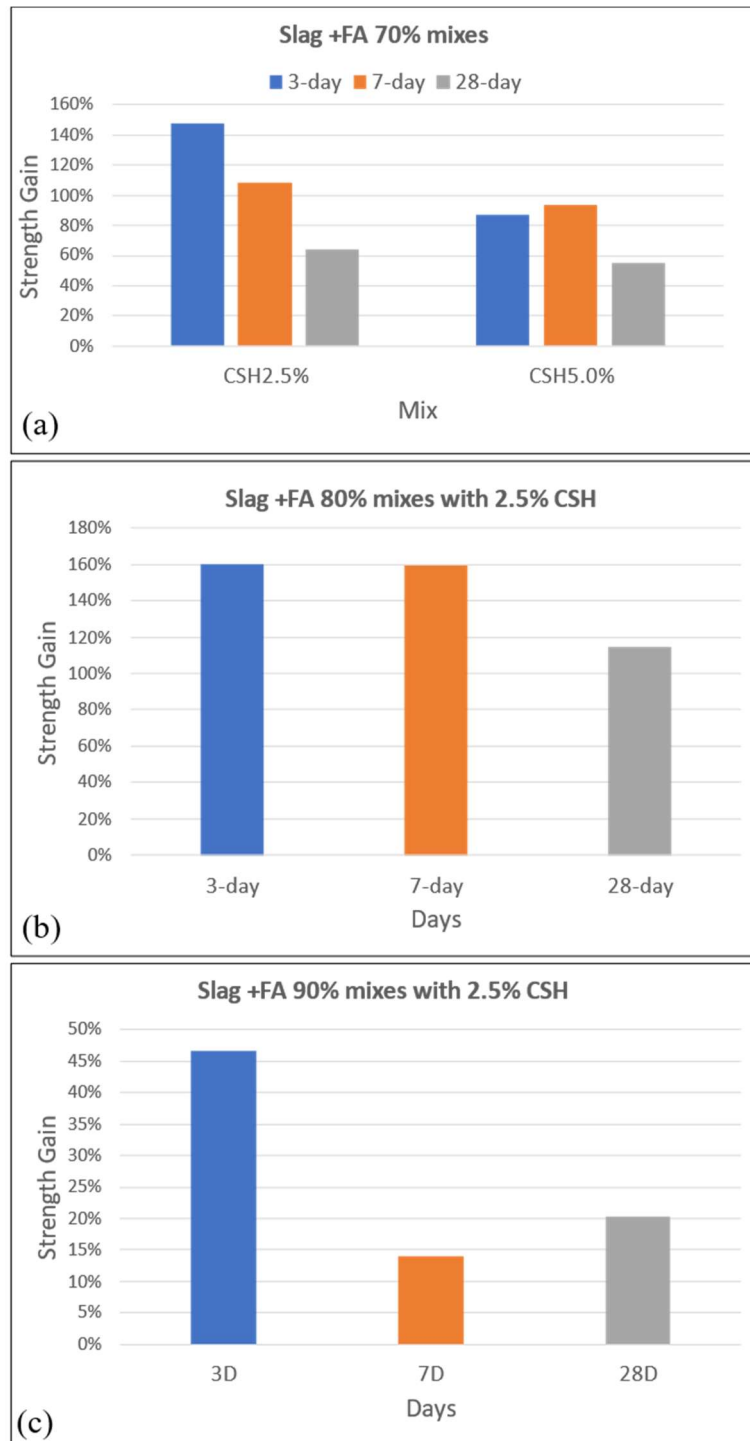 Slag +FA 70% mixes
3-day 7-day 28-day
160%
140%
120%
100%
80%
60%
40%
20%
0%
Strength Gain
CSH2.5% CSH5.0%
Mix
(a)
Slag +FA 80% mixes with 2.5% CSH
180%
160%
140%
120%
100%
80%
60%
40%
20%
0%
Strength Gain
3-day 7-day 28-day
Days
(b)
Slag +FA 90% mixes with 2.5% CSH
50%
45%
40%
35%
30%
25%
20%
15%
10%
5%
0%
Strength Gain
3D 7D 28D
Days
(c)